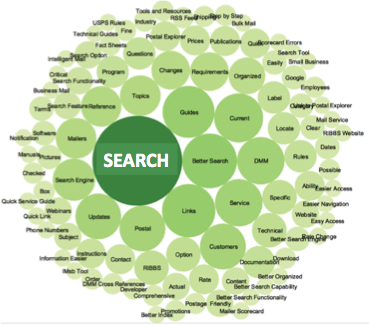 Tools and Resources
USPS Rules
Industry
RSS Feed
Step by Step
Fine
Bulk Mail
Technical Guides
Postal Explorer
Prices
Publications
Scorecard Errors
Fact Sheets
Questions
Search Tool
Search Option
Small Business
Intelligent Mail
Program
Changes
Requirements
Organized
Easily
Critical
Google
Search Functionality
Employees
Business Mail
Topics
Label
Postal Explorer
Terms
Search Feature
Reference
Guides
Current
Mail Service
Software
Locate
Clear
RIBBS Website
Notification
Mailers
Dates
Manuals
Pictures
SEARCH
Better Search
DMM
Rules
Checked
Possible
Search Engine
Ability
Easier Access
Box
Specific
Quick Service Guide
Links
Service
Easier Navigation
Webinars
Updates
Website
Quick Link
Easy Access
Phone Numbers
Postal
Technical
Rate Change
Subject
Customers
Better Search Engine
Instructions
Option
Information Easier
Contact
Documentation
Download
iMsb Tool
RIBBS
Better Organized
Order
Rate
Content
DMM Cross References
Actual
Better Search Capability
Developer
Comprehensive
Better Search Functionality
Postage
Friendly
Better Index
Promotions
Mailer Scorecard